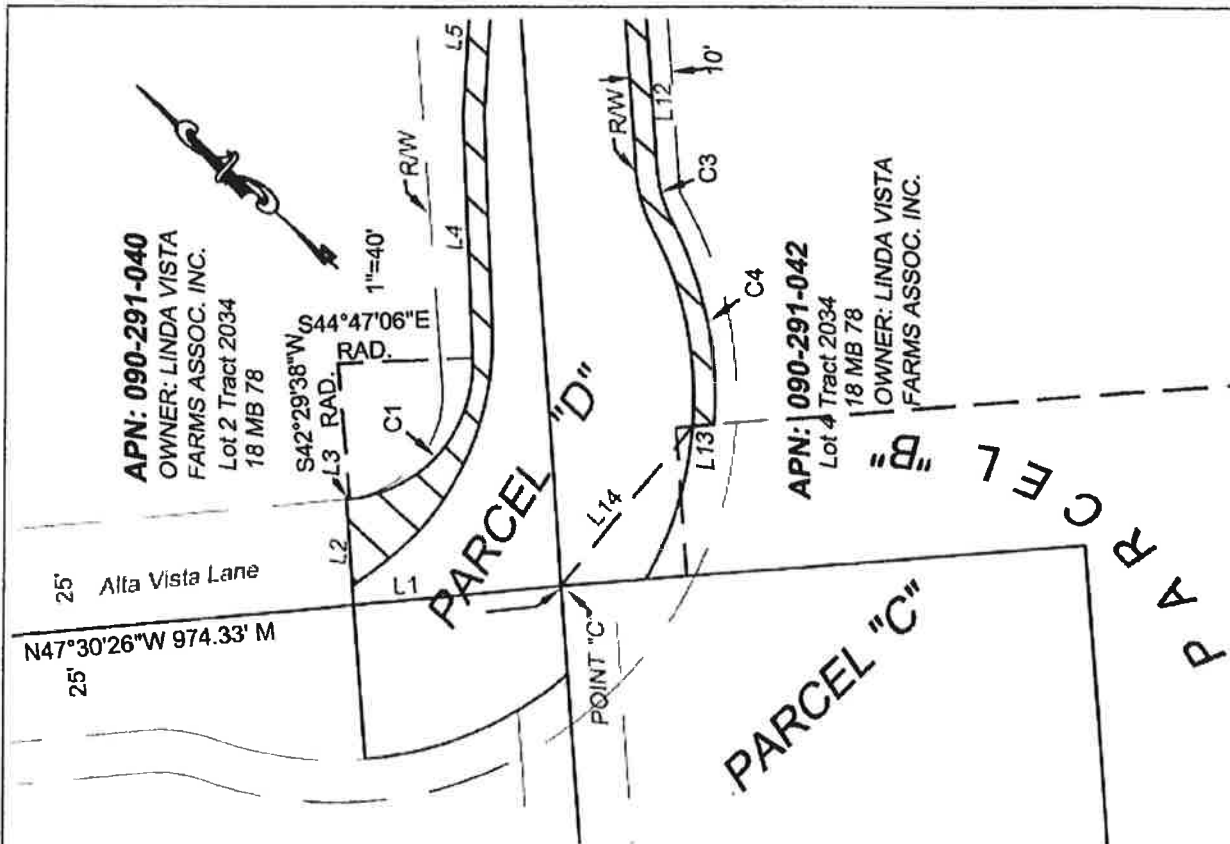 L5
R/W
L4
1"=40'
S44°47'06"E
RAD.
S42°29'38"W
RAD.
L3
C1
APN: 090-291-040
OWNER: LINDA VISTA
FARMS ASSOC. INC.
Lot 2 Tract 2034
18 MB 78
R/W
L12
10'
C3
C4
APN: 090-291-042
Lot 4 Tract 2034
18 MB 78
OWNER: LINDA VISTA
FARMS ASSOC. INC.
L13
L14
PARCEL "D"
L2
L1
25'
Alta Vista Lane
N47°30'26"W 974.33' M
25'
POINT "C"
PARCEL "C"
PARCEL "B"